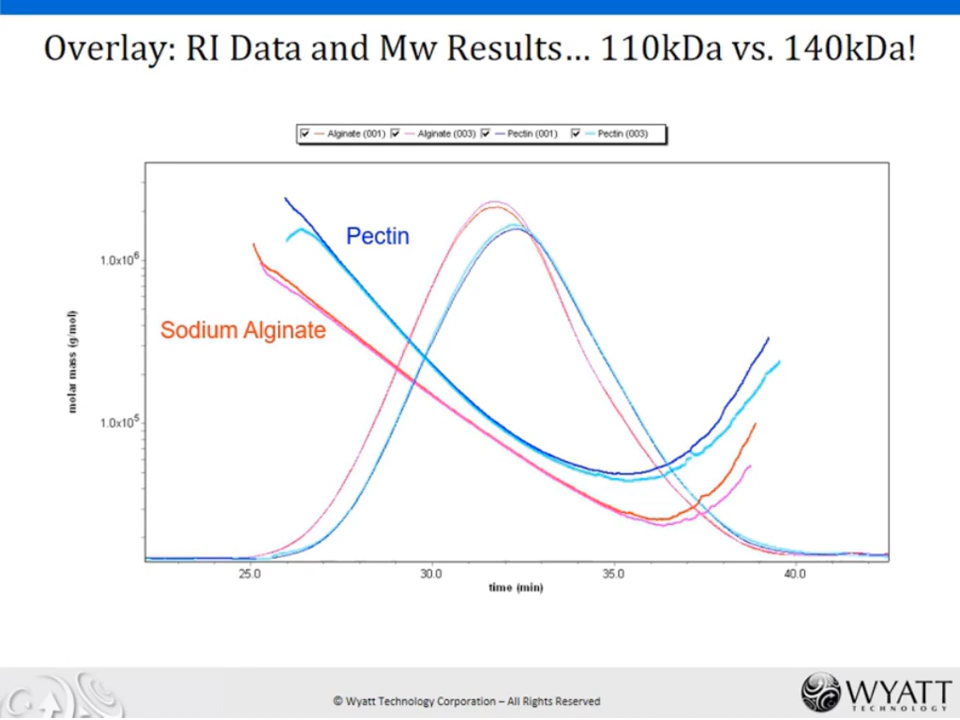 Overlay: RI Data and Mw Results... 110kDa vs. 140kDa!
Alginate (001) Alginate (003) Pectin (001) Pectin (003)
Pectin
1.0x10⁶
Sodium Alginate
molar mass (g/mol)
1.0x10⁵
25.0 30.0 35.0 40.0
time (min)
© Wyatt Technology Corporation – All Rights Reserved
WYATT
TECHNOLOGY